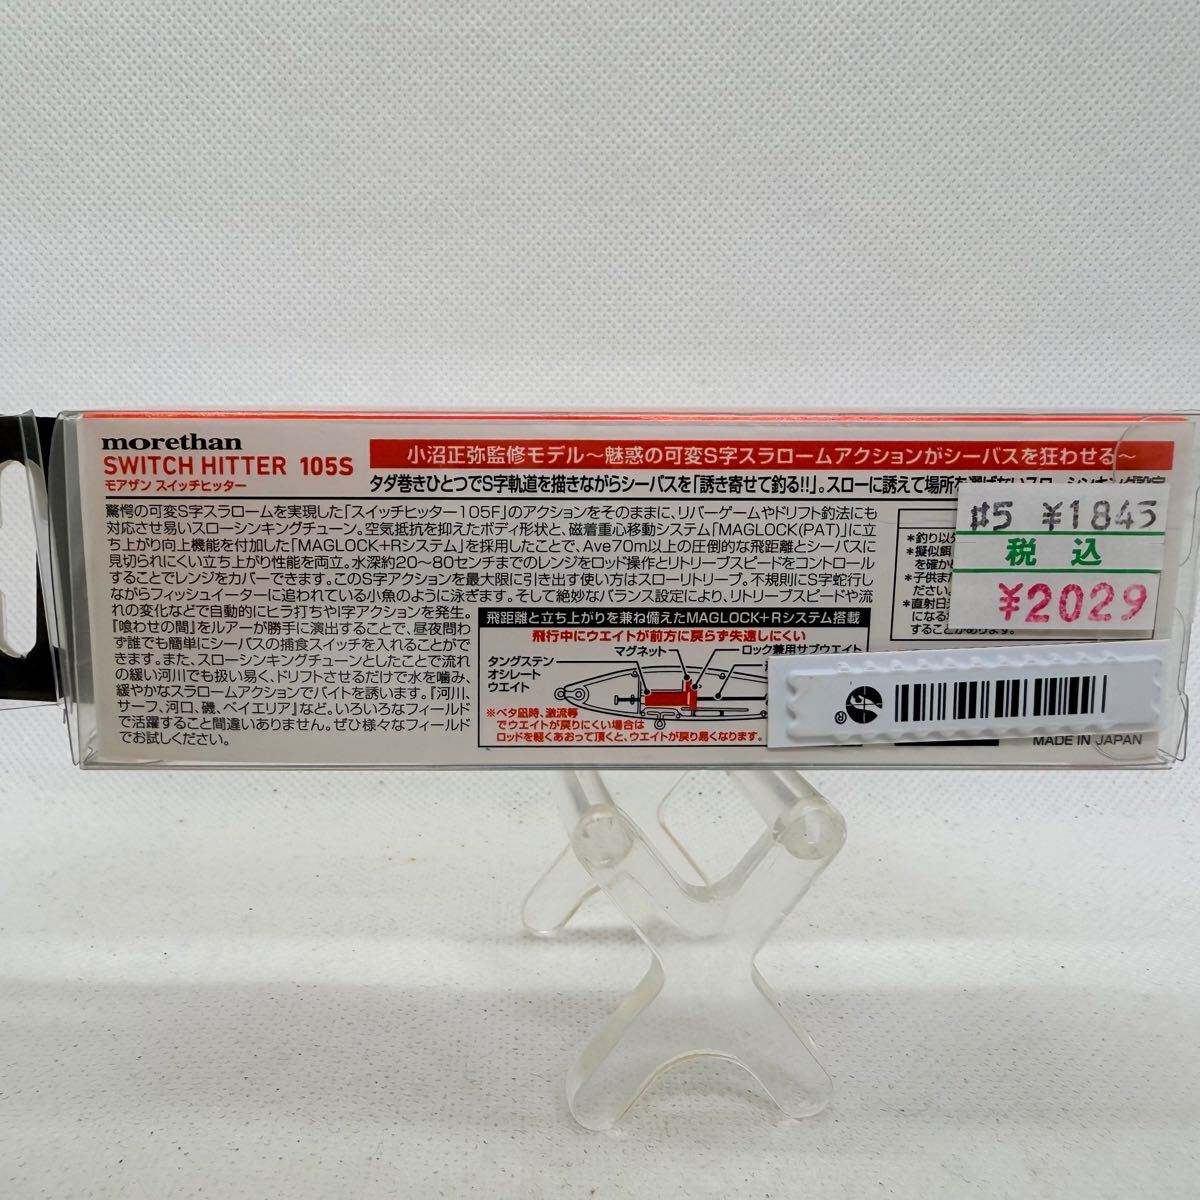 morethan
SWITCH HITTER 105S
モアザン スイッチヒッター
小沼正弥監修モデル～魅惑の可変S字スラロームアクションがシーバスを狂わせる～
タダ巻きひとつでS字軌道を描きながらシーバスを「誘き寄せて釣る!!」。スローに誘えて場所を選ばないスローシンキング設定
驚愕の可変S字スラロームを実現した「スイッチヒッター105F」のアクションをそのままに、リバーゲームやドリフト釣法にも
対応させ易いスローシンキングチューン。空気抵抗を抑えたボディ形状と、磁着重心移動システム「MAGLOCK(PAT)」に立
ち上がり向上機能を付加した「MAGLOCK+Rシステム」を採用したことで、Ave70m以上の圧倒的な飛距離とシーバスに
見切られにくい立ち上がり性能を両立。水深約20～80センチまでのレンジをロッド操作とリトリーブスピードをコントロール
することでレンジをカバーできます。このS字アクションを最大限に引き出す使い方はスローリトリーブ。不規則にS字蛇行し
ながらフィッシュイーターに追われている小魚のように泳ぎます。そして絶妙なバランス設定により、リトリーブスピードや流
れの変化などで自動的にヒラ打ちやI字アクションを発生。
『喰わせの間』をルアーが勝手に演出することで、昼夜問わ
ず誰でも簡単にシーバスの捕食スイッチを入れることがで
きます。また、スローシンキングチューンとしたことで流れ
の緩い河川でも扱い易く、ドリフトさせるだけで水を噛み、
緩やかなスラロームアクションでバイトを誘います。『河川、
サーフ、河口、磯、ベイエリア』など。いろいろなフィールド
で活躍すること間違いありません。ぜひ様々なフィールド
でお試しください。
飛距離と立ち上がりを兼ね備えたMAGLOCK+Rシステム搭載
飛行中にウエイトが前方に戻らず失速しにくい
マグネット
ロック兼用サブウエイト
タングステン
オシレート
ウエイト
※ベタ凪時、激流等
でウエイトが戻りにくい場合は
ロッドを軽くあおって頂くと、ウエイトが戻り易くなります。
*釣り以外
*擬似餌
を確か
*子供また
ださい。
*直射日
になる場
することがあります。
#5 ¥1845
税込
¥2029
®
MADE IN JAPAN